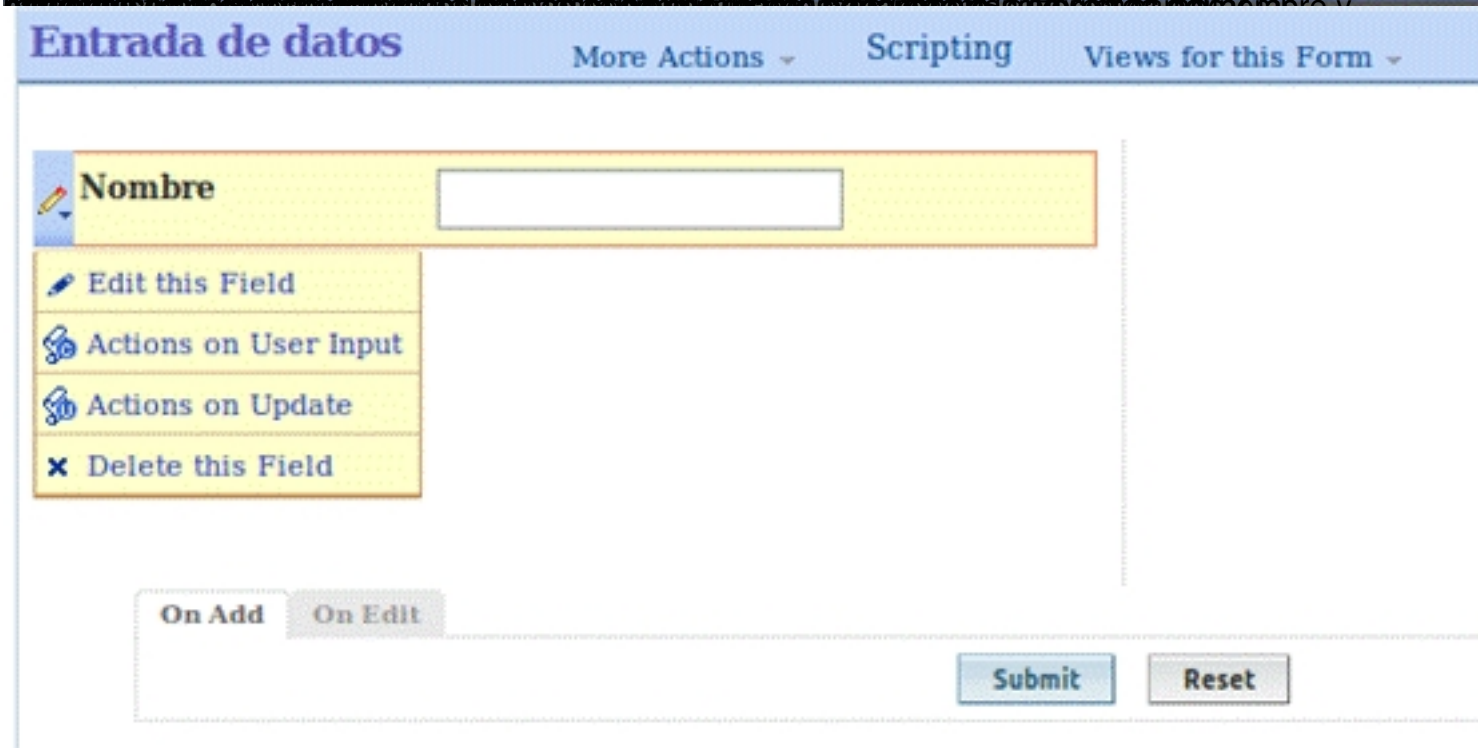 Entrada de datos More Actions Scripting Views for this Form
Nombre
Edit this Field
Actions on User Input
Actions on Update
Delete this Field
On Add On Edit
Submit Reset